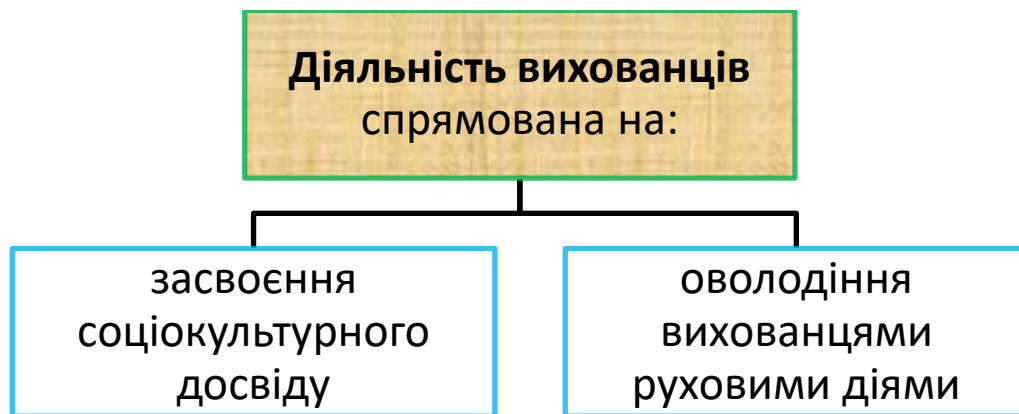 Діяльність вихованців
спрямована на:
засвоєння
соціокультурного
досвіду
оволодіння
вихованцями
руховими діями